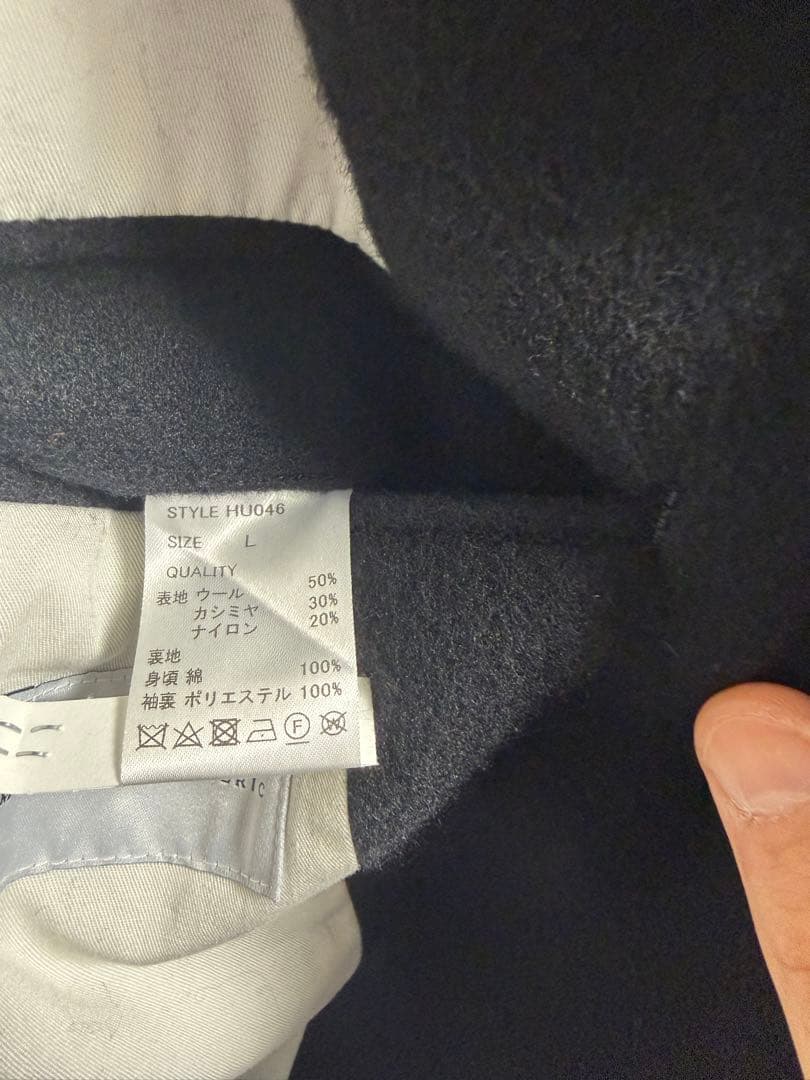 STYLE HU046
SIZE L
QUALITY
表地 ウール 50%
カシミヤ 30%
ナイロン 20%
裏地
身頃 綿 100%
袖裏 ポリエステル 100%
F
W